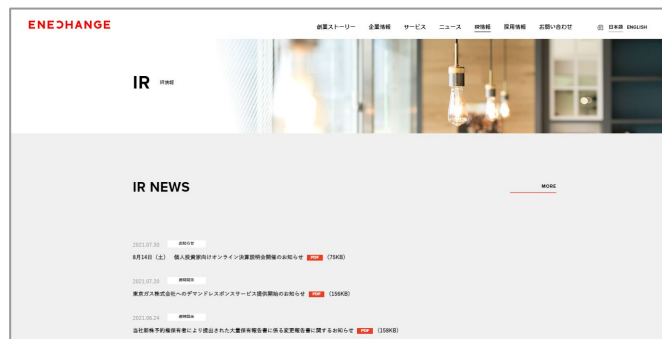 ENECHANGE
創業ストーリー 企業情報 サービス ニュース IR情報 採用情報 お問い合わせ 日本語 ENGLISH
IR IR情報
IR NEWS
MORE
2021.07.30 お知らせ
8月14日（土） 個人投資家向けオンライン決算説明会開催のお知らせ PDF (75KB)
2021.07.29 適時開示
東京ガス株式会社へのデマンドレスポンスサービス提供開始のお知らせ PDF (156KB)
2021.06.24 適時開示
当社新株予約権保有者により提出された大量保有報告書に係る変更報告書に関するお知らせ PDF (158KB)